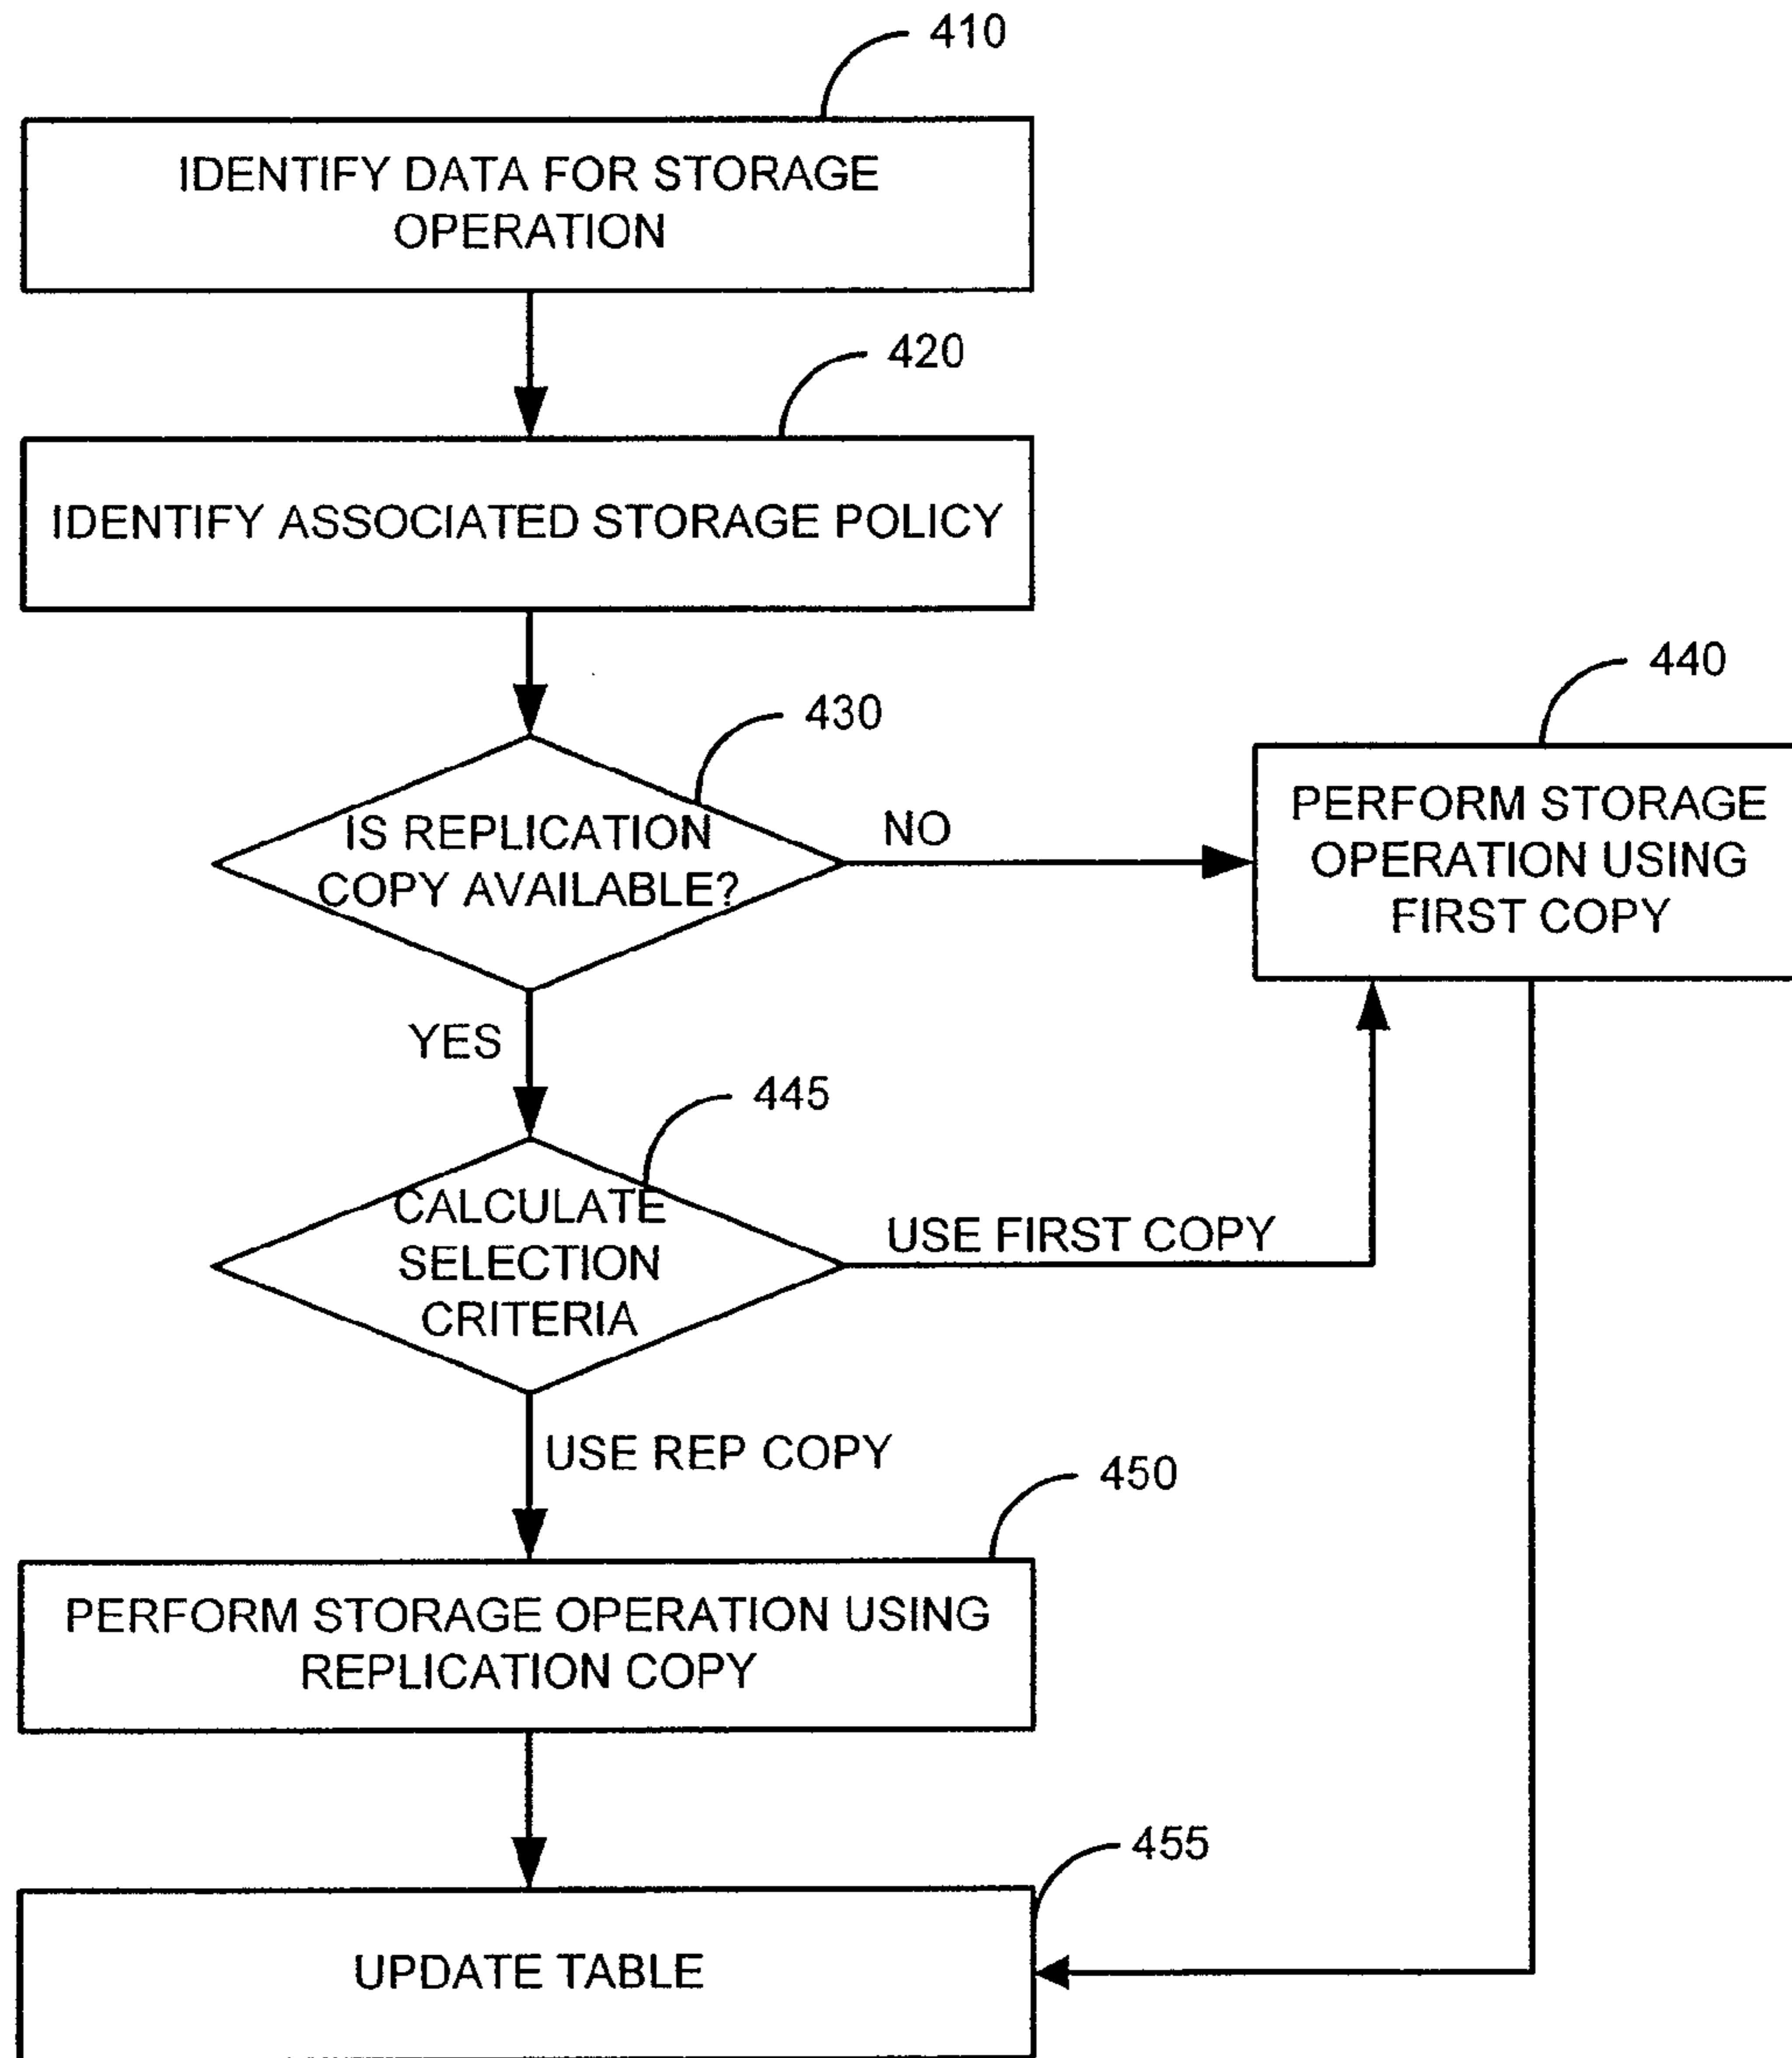 410
IDENTIFY DATA FOR STORAGE
OPERATION
420
IDENTIFY ASSOCIATED STORAGE POLICY
430
440
IS REPLICATION
COPY AVAILABLE?
NO
PERFORM STORAGE
OPERATION USING
FIRST COPY
YES
445
CALCULATE
SELECTION
CRITERIA
USE FIRST COPY
USE REP COPY
450
PERFORM STORAGE OPERATION USING
REPLICATION COPY
455
UPDATE TABLE